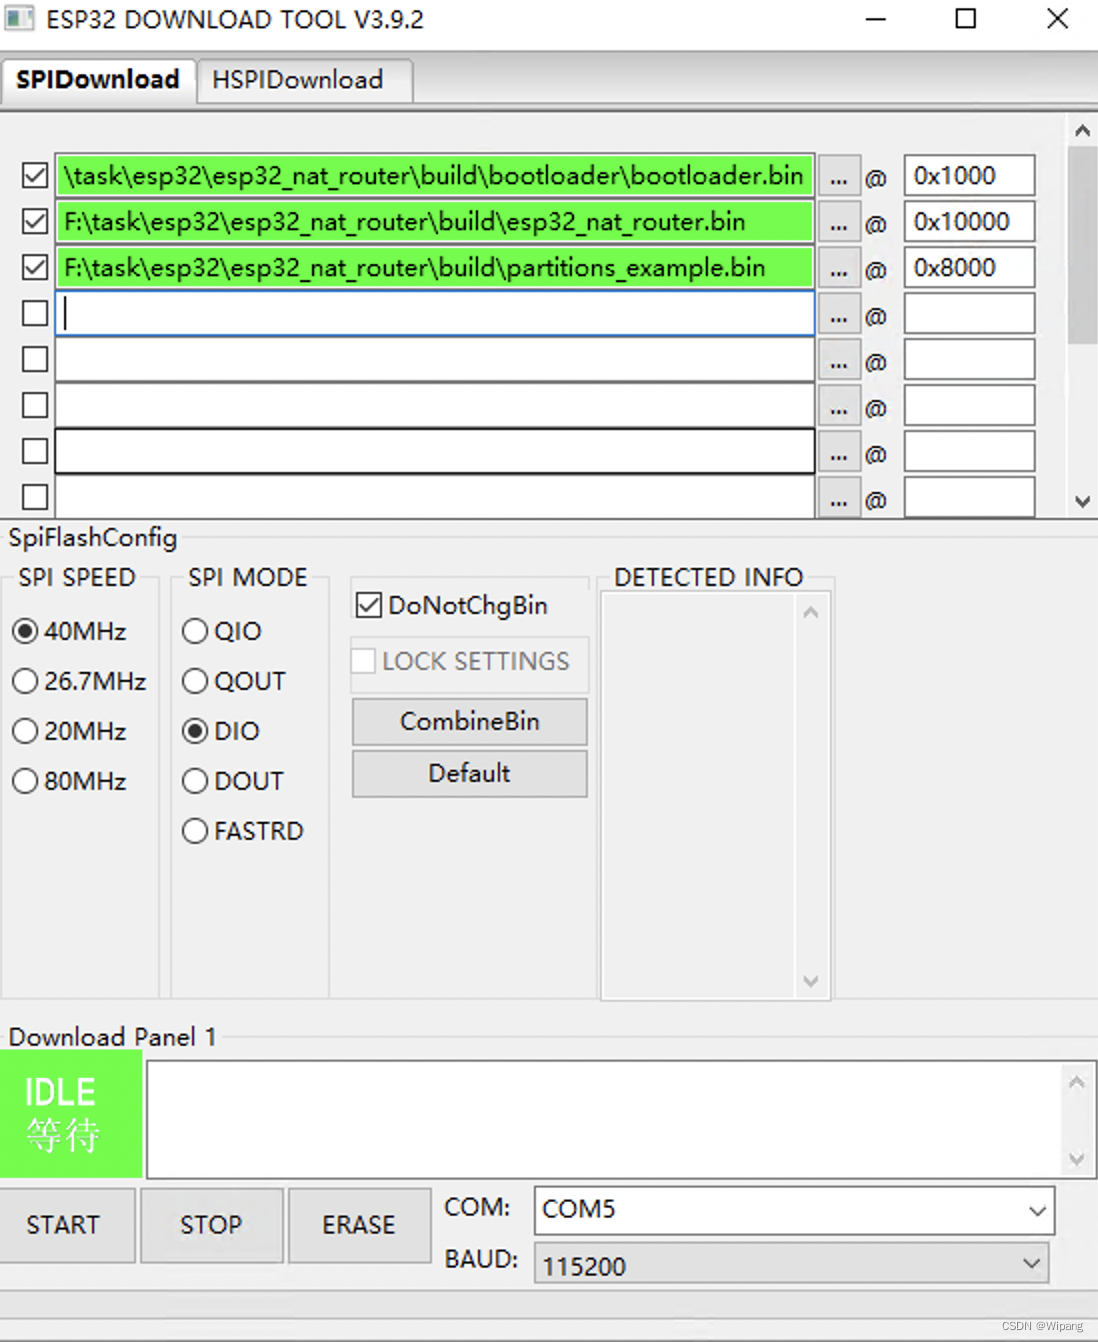 ESP32 DOWNLOAD TOOL V3.9.2
SPIDownload HSPIDownload
\task\esp32\esp32_nat_router\build\bootloader\bootloader.bin ... @ 0x1000
F:\task\esp32\esp32_nat_router\build\esp32_nat_router.bin ... @ 0x10000
F:\task\esp32\esp32_nat_router\build\partitions_example.bin ... @ 0x8000
... @
... @
... @
... @
... @
SpiFlashConfig
SPI SPEED
40MHz
26.7MHz
20MHz
80MHz
SPI MODE
QIO
QOUT
DIO
DOUT
FASTRD
DoNotChgBin
LOCK SETTINGS
CombineBin
Default
DETECTED INFO
Download Panel 1
IDLE
等待
START STOP ERASE
COM: COM5
BAUD: 115200
CSDN @Wipang